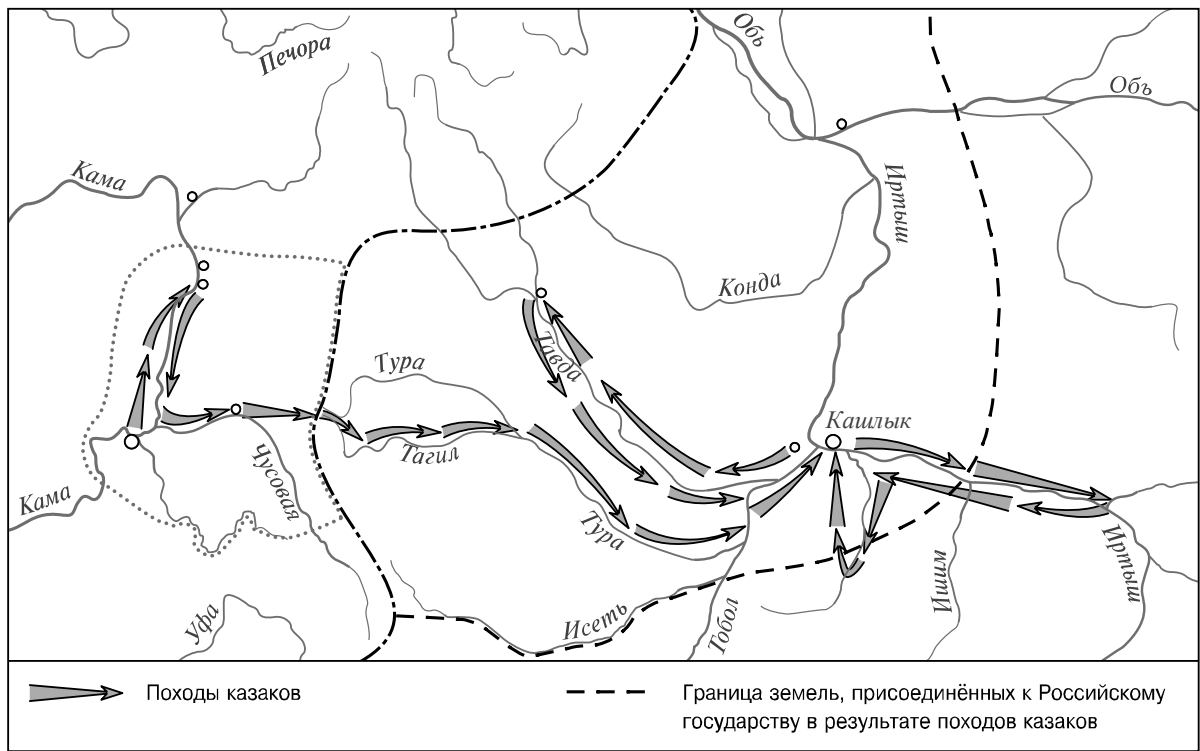 Печора
Обь
Обь
Кама
Иртыш
Конда
Тавда
Тура
Кашлык
Тагил
Чусовая
Кама
Тура
Иртыш
Ишим
Исеть
Тобол
Уфа
Походы казаков
Граница земель, присоединённых к Российскому
государству в результате походов казаков